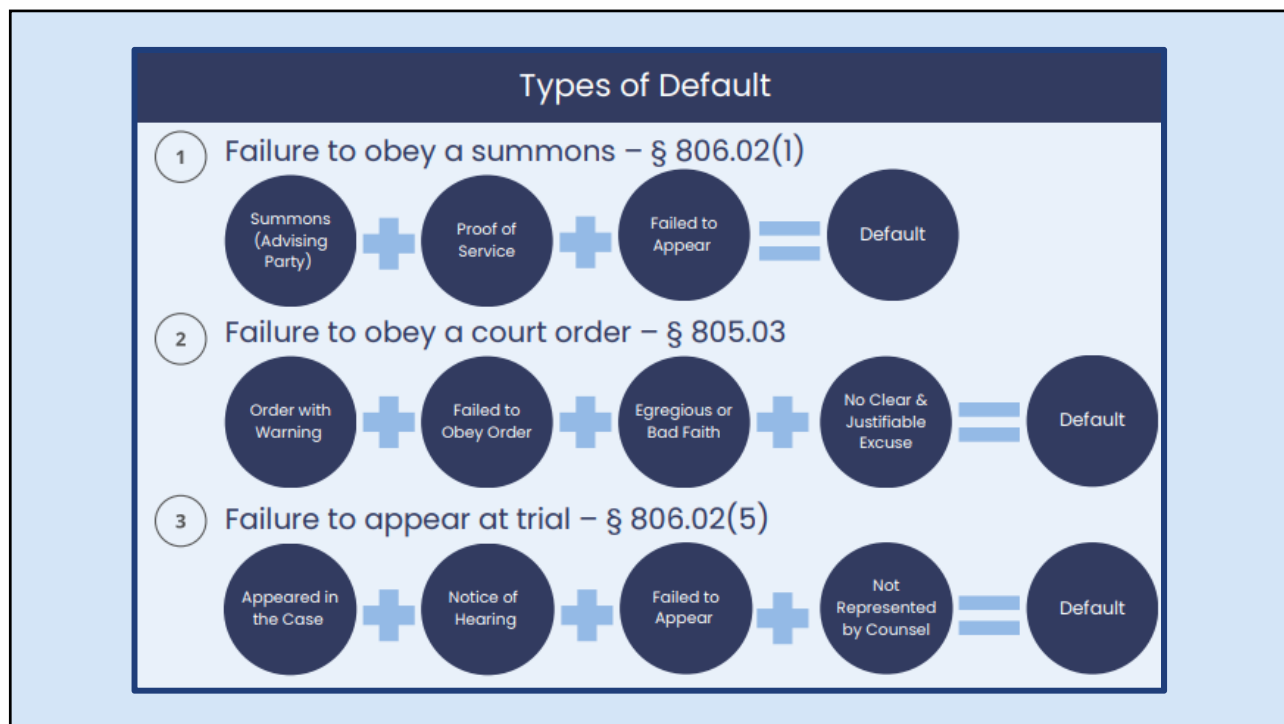 Types of Default
1
Failure to obey a summons – § 806.02(1)
Summons
(Advising
Party)
Proof of
Service
Failed to
Appear
Default
2
Failure to obey a court order – § 805.03
Order with
Warning
Failed to
Obey Order
Egregious or
Bad Faith
No Clear &
Justifiable
Excuse
Default
3
Failure to appear at trial – § 806.02(5)
Appeared in
the Case
Notice of
Hearing
Failed to
Appear
Not
Represented
by Counsel
Default